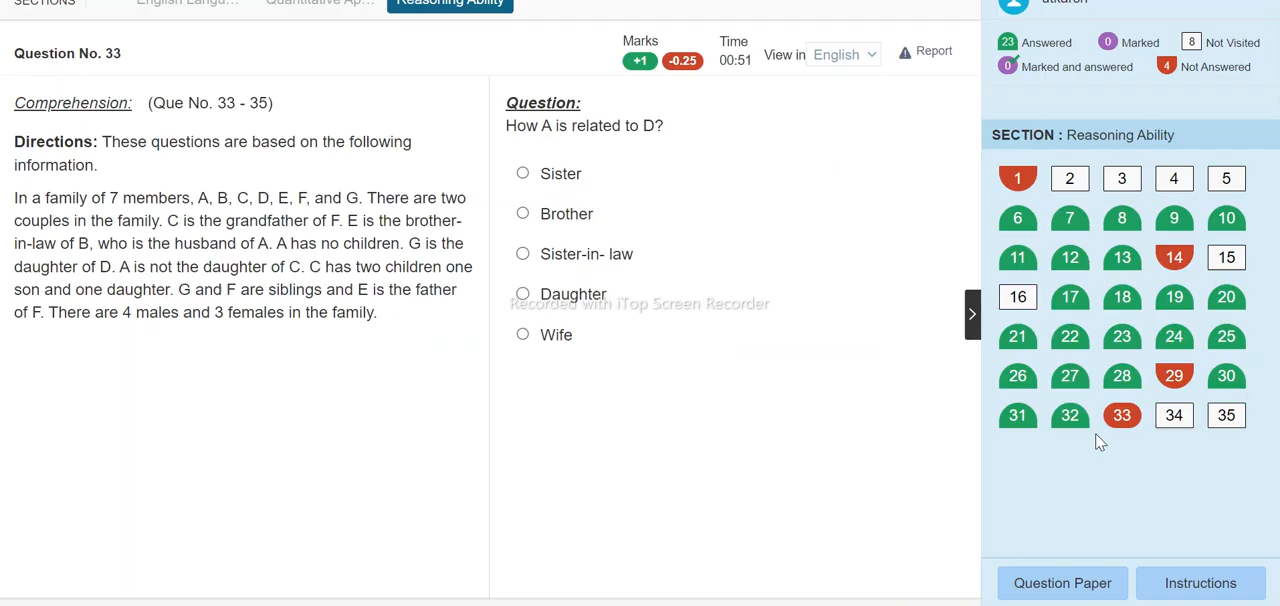 SECTIONS English Langu... Quantitative Ap... Reasoning Ability
utkarsh
Question No. 33
Marks
+1 -0.25
Time
00:51
View in English
Report
Comprehension: (Que No. 33 - 35)
Directions: These questions are based on the following
information.
In a family of 7 members, A, B, C, D, E, F, and G. There are two
couples in the family. C is the grandfather of F. E is the brother-
in-law of B, who is the husband of A. A has no children. G is the
daughter of D. A is not the daughter of C. C has two children one
son and one daughter. G and F are siblings and E is the father
of F. There are 4 males and 3 females in the family.
Question:
How A is related to D?
Sister
Brother
Sister-in- law
Daughter
Recorded with iTop Screen Recorder
Wife
23 Answered 0 Marked 8 Not Visited
0 Marked and answered 4 Not Answered
SECTION : Reasoning Ability
1 2 3 4 5
6 7 8 9 10
11 12 13 14 15
16 17 18 19 20
21 22 23 24 25
26 27 28 29 30
31 32 33 34 35
Question Paper Instructions